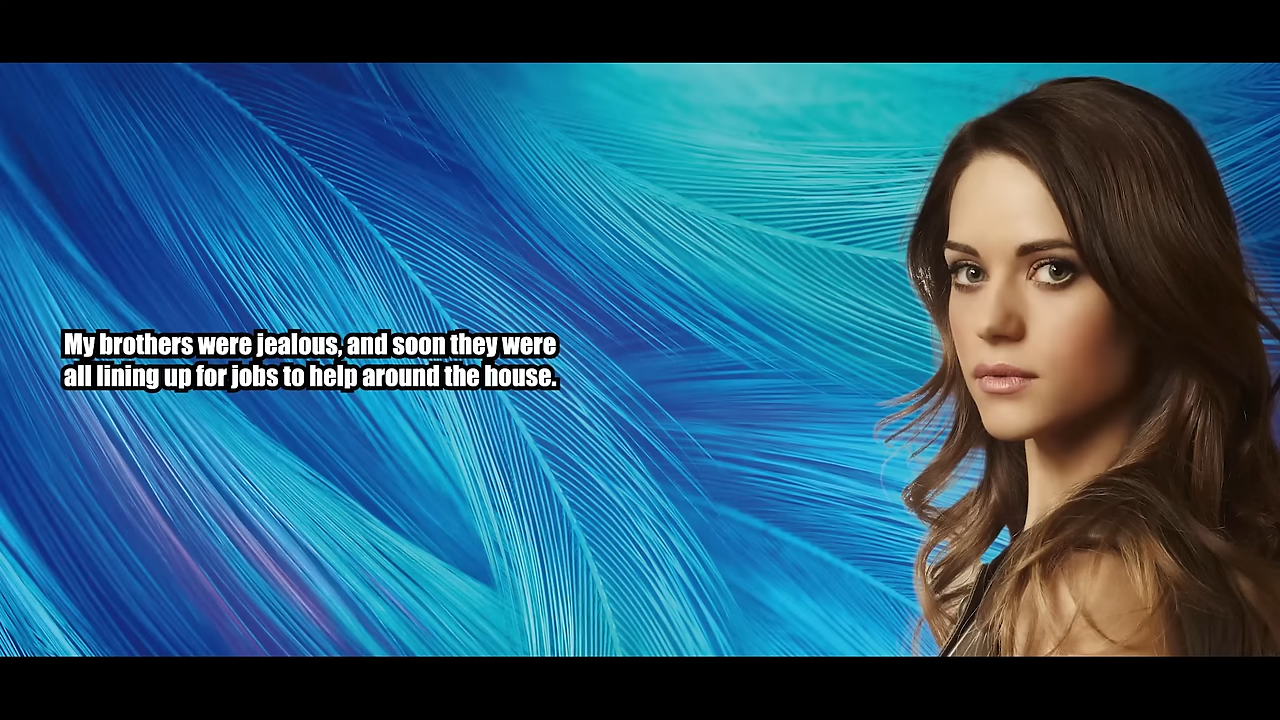 My brothers were jealous, and soon they were
all lining up for jobs to help around the house.